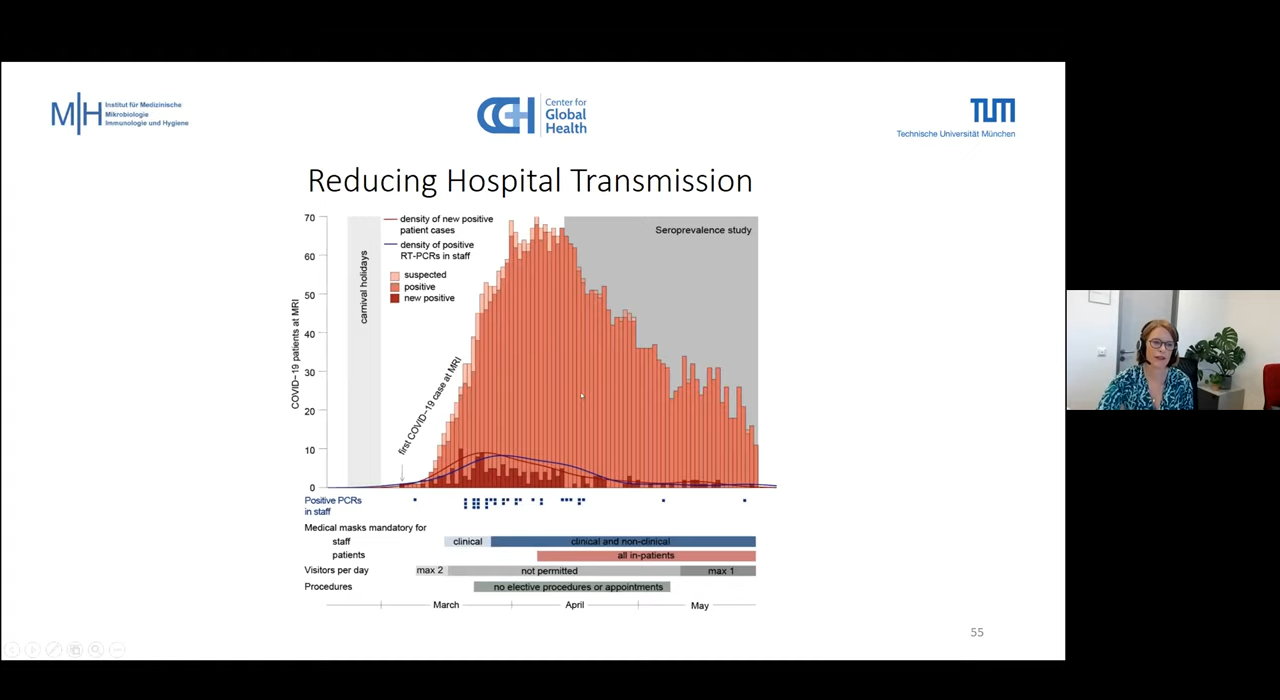 M|H Institut für Medizinische
Mikrobiologie
Immunologie und Hygiene
CGH Center for
Global
Health
TUM
Technische Universität München
Reducing Hospital Transmission
COVID−19 patients at MRI
70
60
50
40
30
20
10
0
carnival holidays
density of new positive
patient cases
density of positive
RT-PCRs in staff
suspected
positive
new positive
first COVID−19 case at MRI
Seroprevalence study
Positive PCRs
in staff
Medical masks mandatory for
staff clinical clinical and non-clinical
patients all in-patients
Visitors per day max 2 not permitted max 1
Procedures no elective procedures or appointments
March April May
55